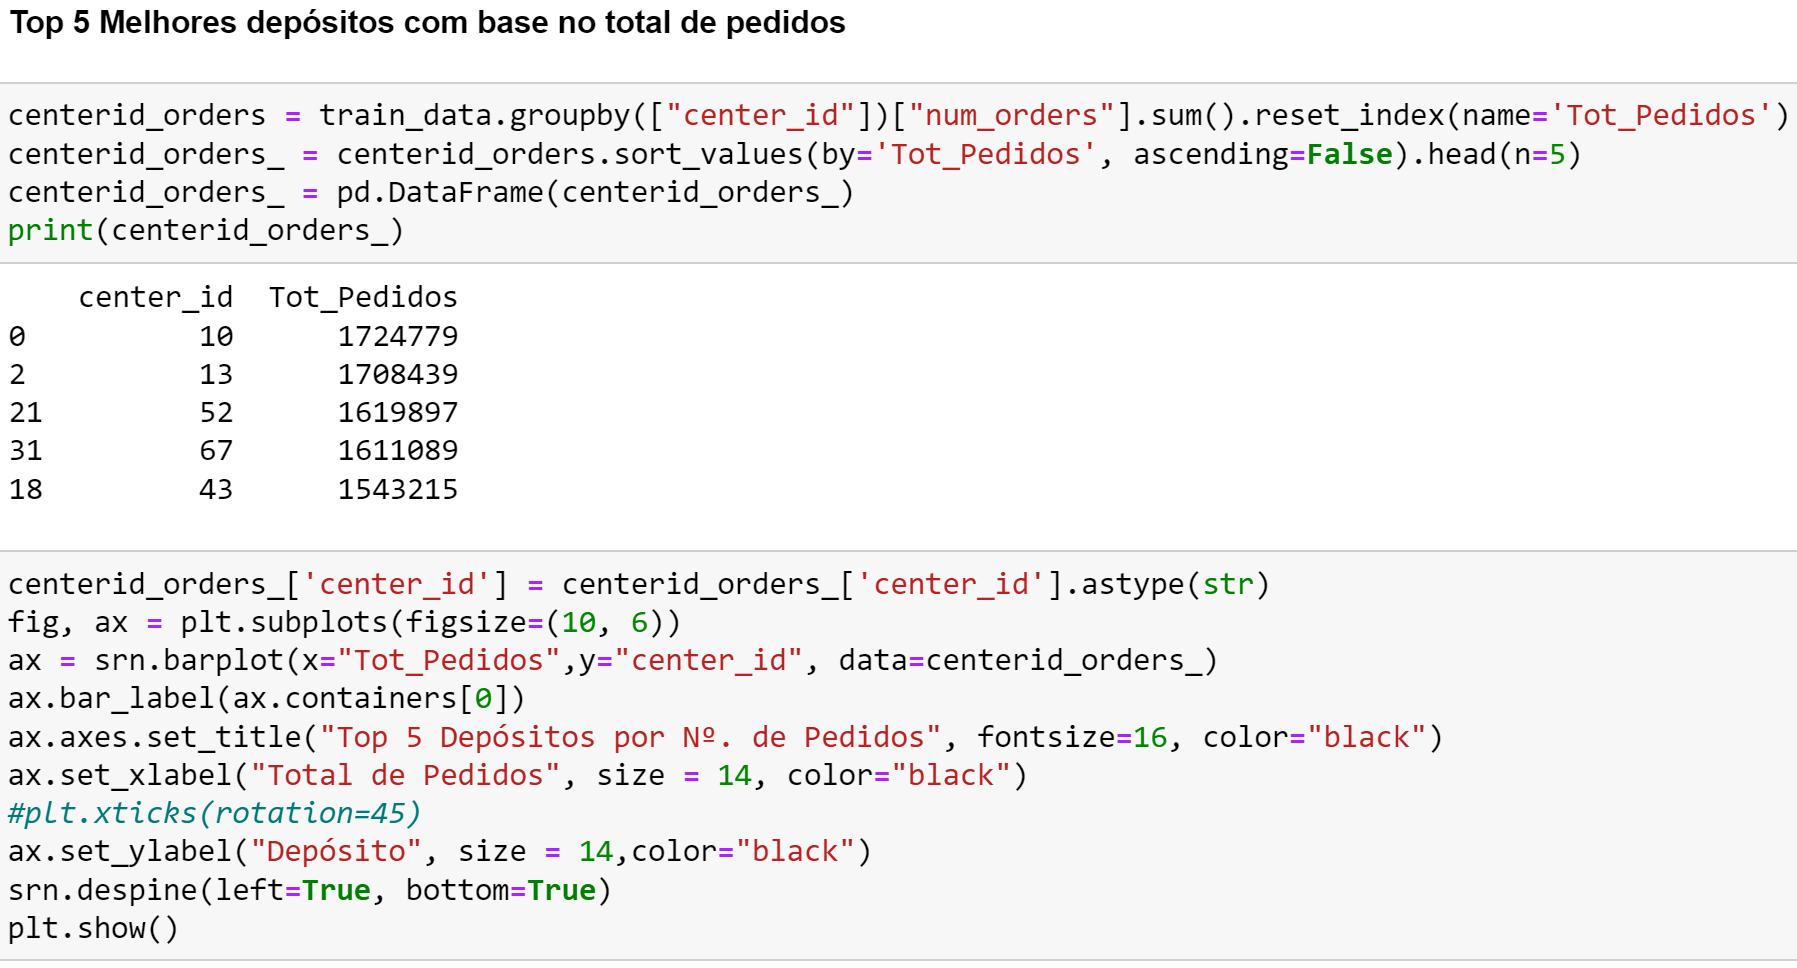 Top 5 Melhores depósitos com base no total de pedidos
centerid_orders = train_data.groupby(["center_id"])["num_orders"].sum().reset_index(name='Tot_Pedidos')
centerid_orders_ = centerid_orders.sort_values(by='Tot_Pedidos', ascending=False).head(n=5)
centerid_orders_ = pd.DataFrame(centerid_orders_)
print(centerid_orders_)
    center_id  Tot_Pedidos
0          10      1724779
2          13      1708439
21         52      1619897
31         67      1611089
18         43      1543215
centerid_orders_['center_id'] = centerid_orders_['center_id'].astype(str)
fig, ax = plt.subplots(figsize=(10, 6))
ax = srn.barplot(x="Tot_Pedidos",y="center_id", data=centerid_orders_)
ax.bar_label(ax.containers[0])
ax.axes.set_title("Top 5 Depósitos por Nº. de Pedidos", fontsize=16, color="black")
ax.set_xlabel("Total de Pedidos", size = 14, color="black")
#plt.xticks(rotation=45)
ax.set_ylabel("Depósito", size = 14,color="black")
srn.despine(left=True, bottom=True)
plt.show()